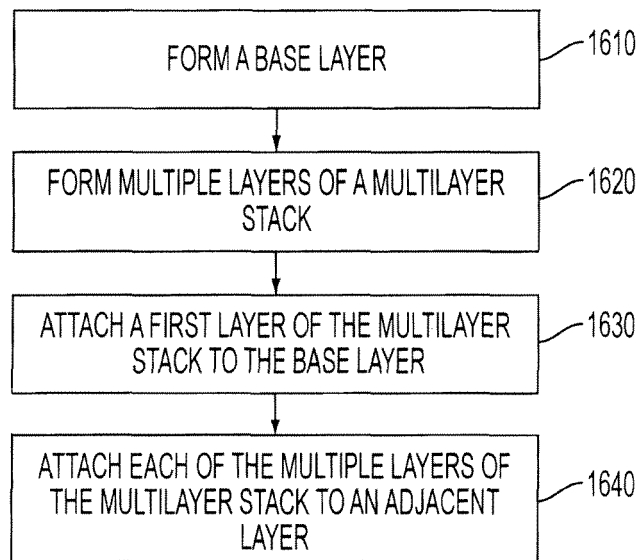 FORM A BASE LAYER
1610
FORM MULTIPLE LAYERS OF A MULTILAYER
STACK
1620
ATTACH A FIRST LAYER OF THE MULTILAYER
STACK TO THE BASE LAYER
1630
ATTACH EACH OF THE MULTIPLE LAYERS OF
THE MULTILAYER STACK TO AN ADJACENT
LAYER
1640